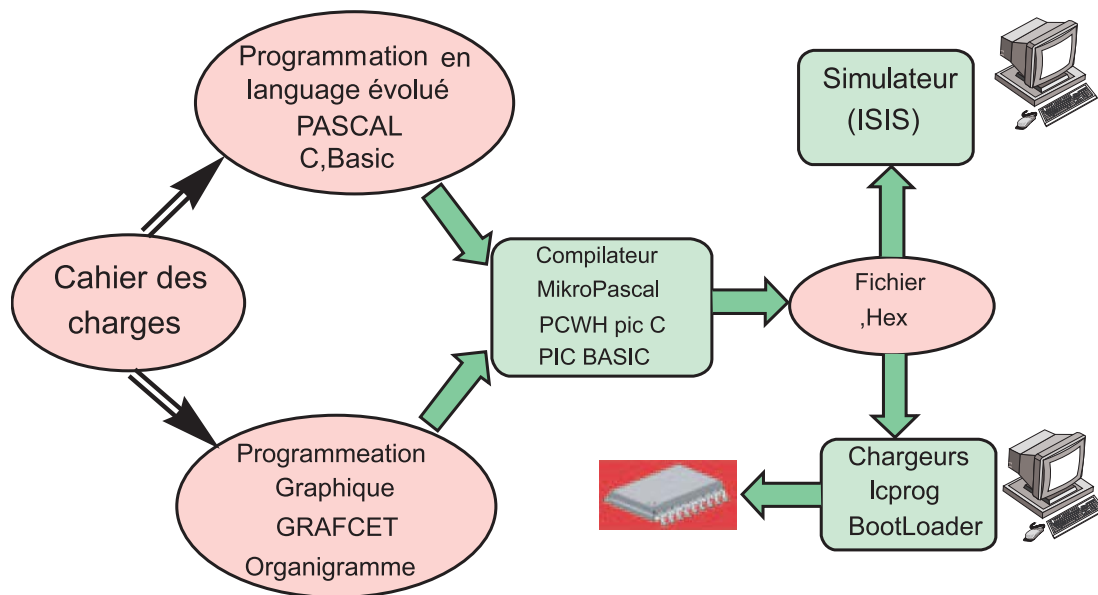 Programmation en
language évolué
PASCAL
C,Basic
Cahier des
charges
Programmeation
Graphique
GRAFCET
Organigramme
Compilateur
MikroPascal
PCWH pic C
PIC BASIC
Fichier
,Hex
Simulateur
(ISIS)
Chargeurs
Icprog
BootLoader